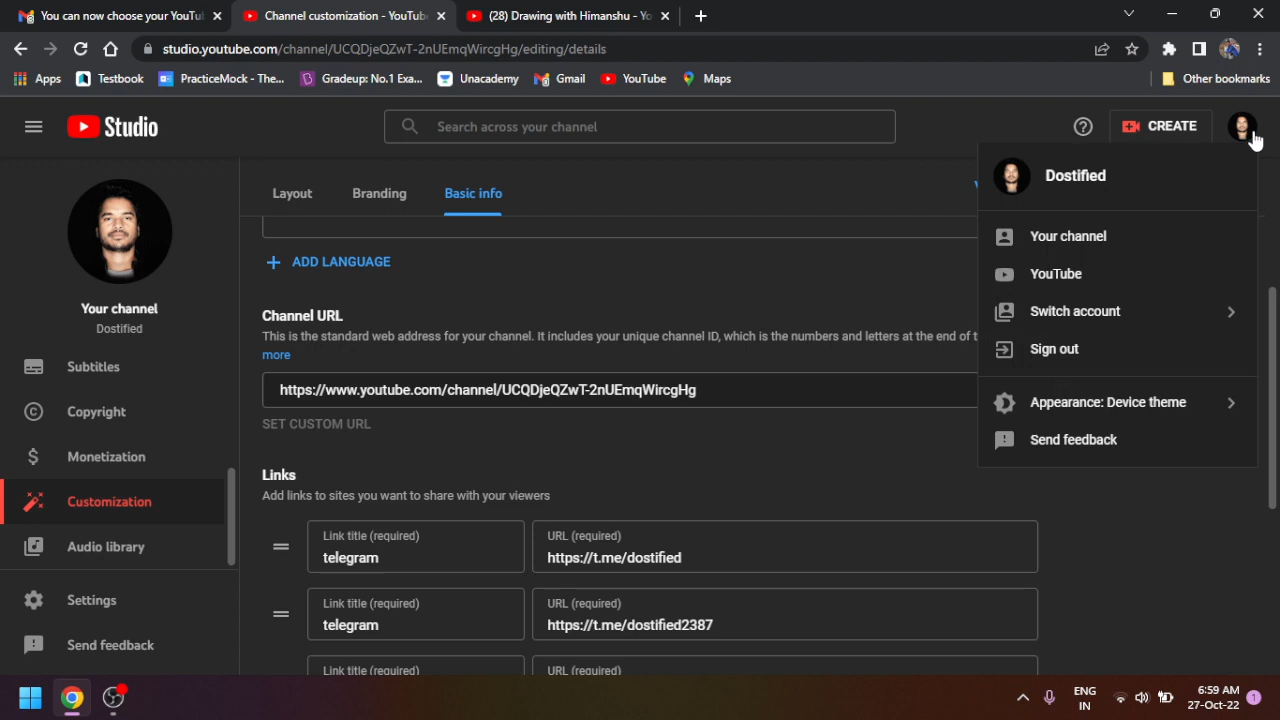 You can now choose your YouTu
Channel customization - YouTube
(28) Drawing with Himanshu - Yo
studio.youtube.com/channel/UCQDjeQZwT-2nUEmqWircgHg/editing/details
Apps
Testbook
PracticeMock - The...
Gradeup: No.1 Exa...
Unacademy
Gmail
YouTube
Maps
Other bookmarks
Studio
Search across your channel
CREATE
Your channel
Dostified
Subtitles
Copyright
Monetization
Customization
Audio library
Settings
Send feedback
Layout
Branding
Basic info
ADD LANGUAGE
Channel URL
This is the standard web address for your channel. It includes your unique channel ID, which is the numbers and letters at the end of
more
https://www.youtube.com/channel/UCQDjeQZwT-2nUEmqWircgHg
SET CUSTOM URL
Links
Add links to sites you want to share with your viewers
Link title (required)
telegram
URL (required)
https://t.me/dostified
Link title (required)
telegram
URL (required)
https://t.me/dostified2387
Link title (required)
URL (required)
Dostified
Your channel
YouTube
Switch account
Sign out
Appearance: Device theme
Send feedback
ENG
IN
6:59 AM
27-Oct-22
1